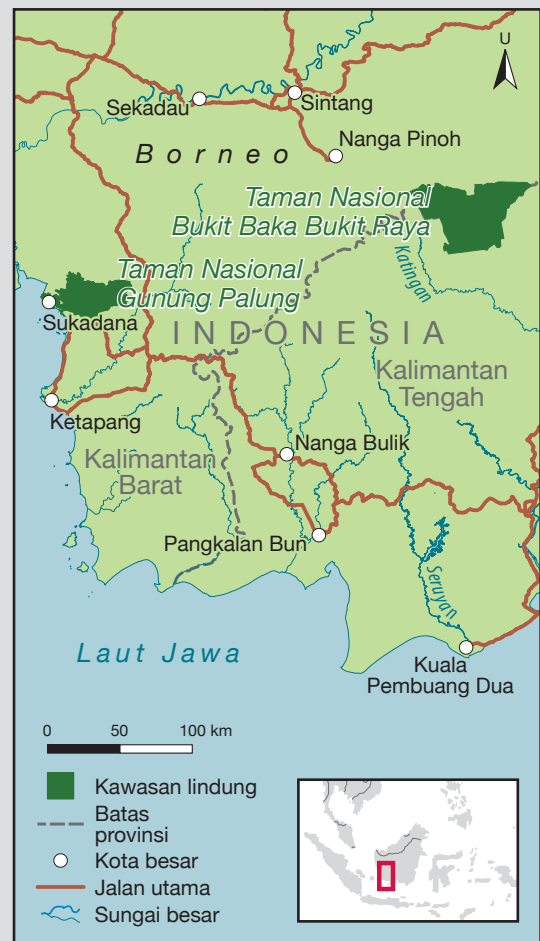 U
Sekadau
Sintang
Borneo
Nanga Pinoh
Taman Nasional
Bukit Baka Bukit Raya
Katingan
Taman Nasional
Gunung Palung
Sukadana
INDONESIA
Kalimantan
Tengah
Ketapang
Nanga Bulik
Kalimantan
Barat
Pangkalan Bun
Seruyan
Laut Jawa
Kuala
Pembuang Dua
0 50 100 km
Kawasan lindung
Batas
provinsi
Kota besar
Jalan utama
Sungai besar